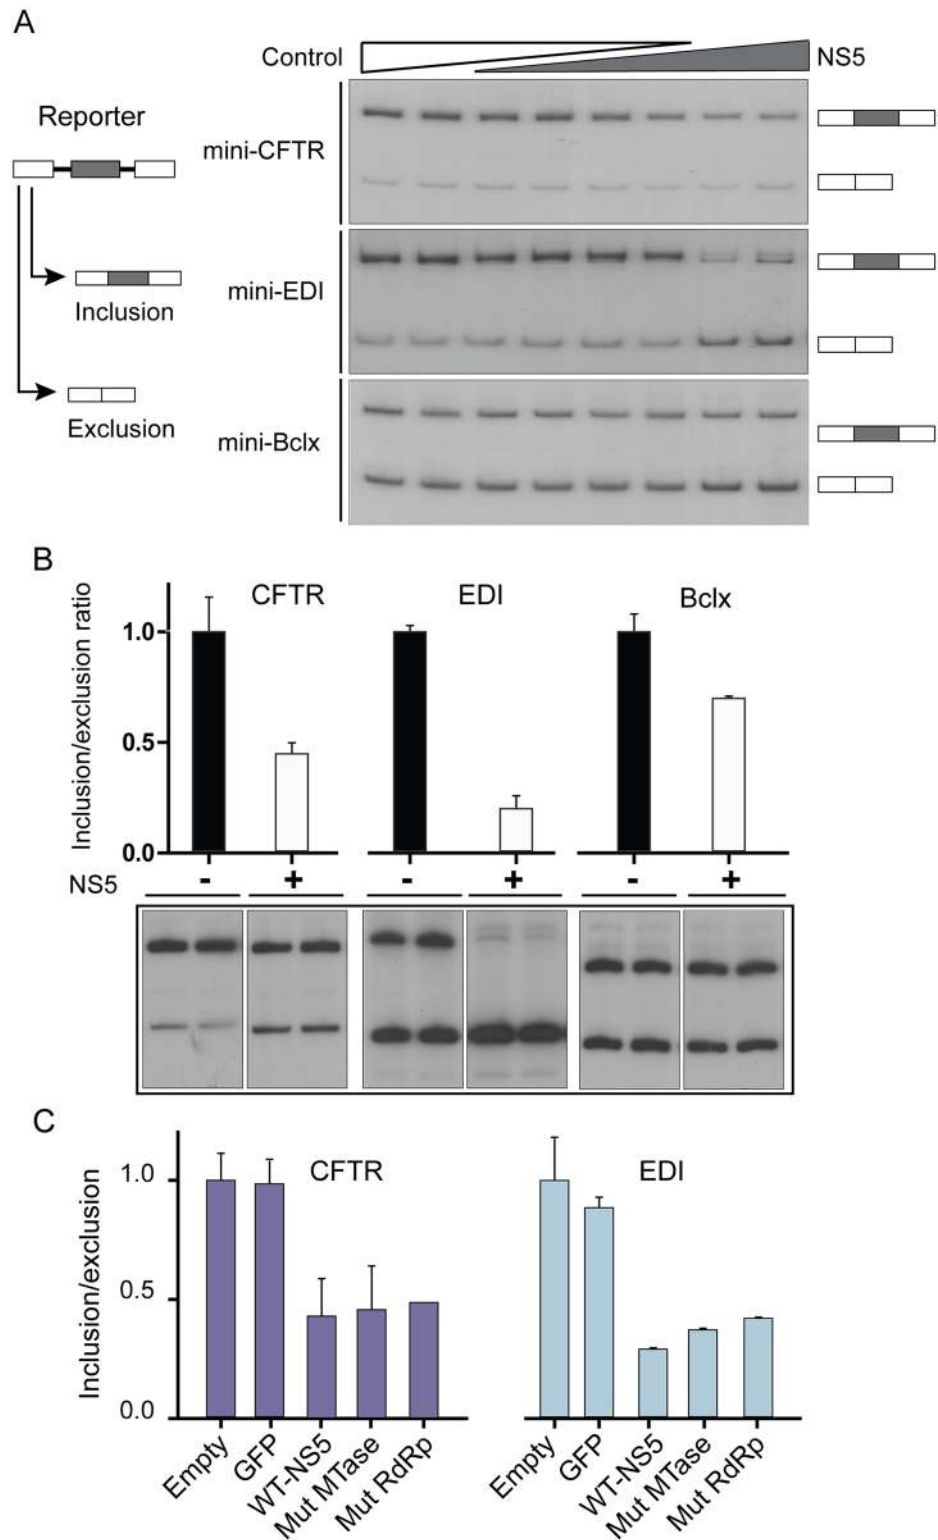 A
Control
NS5
Reporter
mini-CFTR
Inclusion
mini-EDI
Exclusion
mini-Bclx
B
Inclusion/exclusion ratio
CFTR
EDI
Bclx
1.0
0.5
0.0
NS5
- + - + - +
C
Inclusion/exclusion
CFTR
EDI
1.0
0.5
0.0
Empty
GFP
WT-NS5
Mut MTase
Mut RdRp
Empty
GFP
WT-NS5
Mut MTase
Mut RdRp